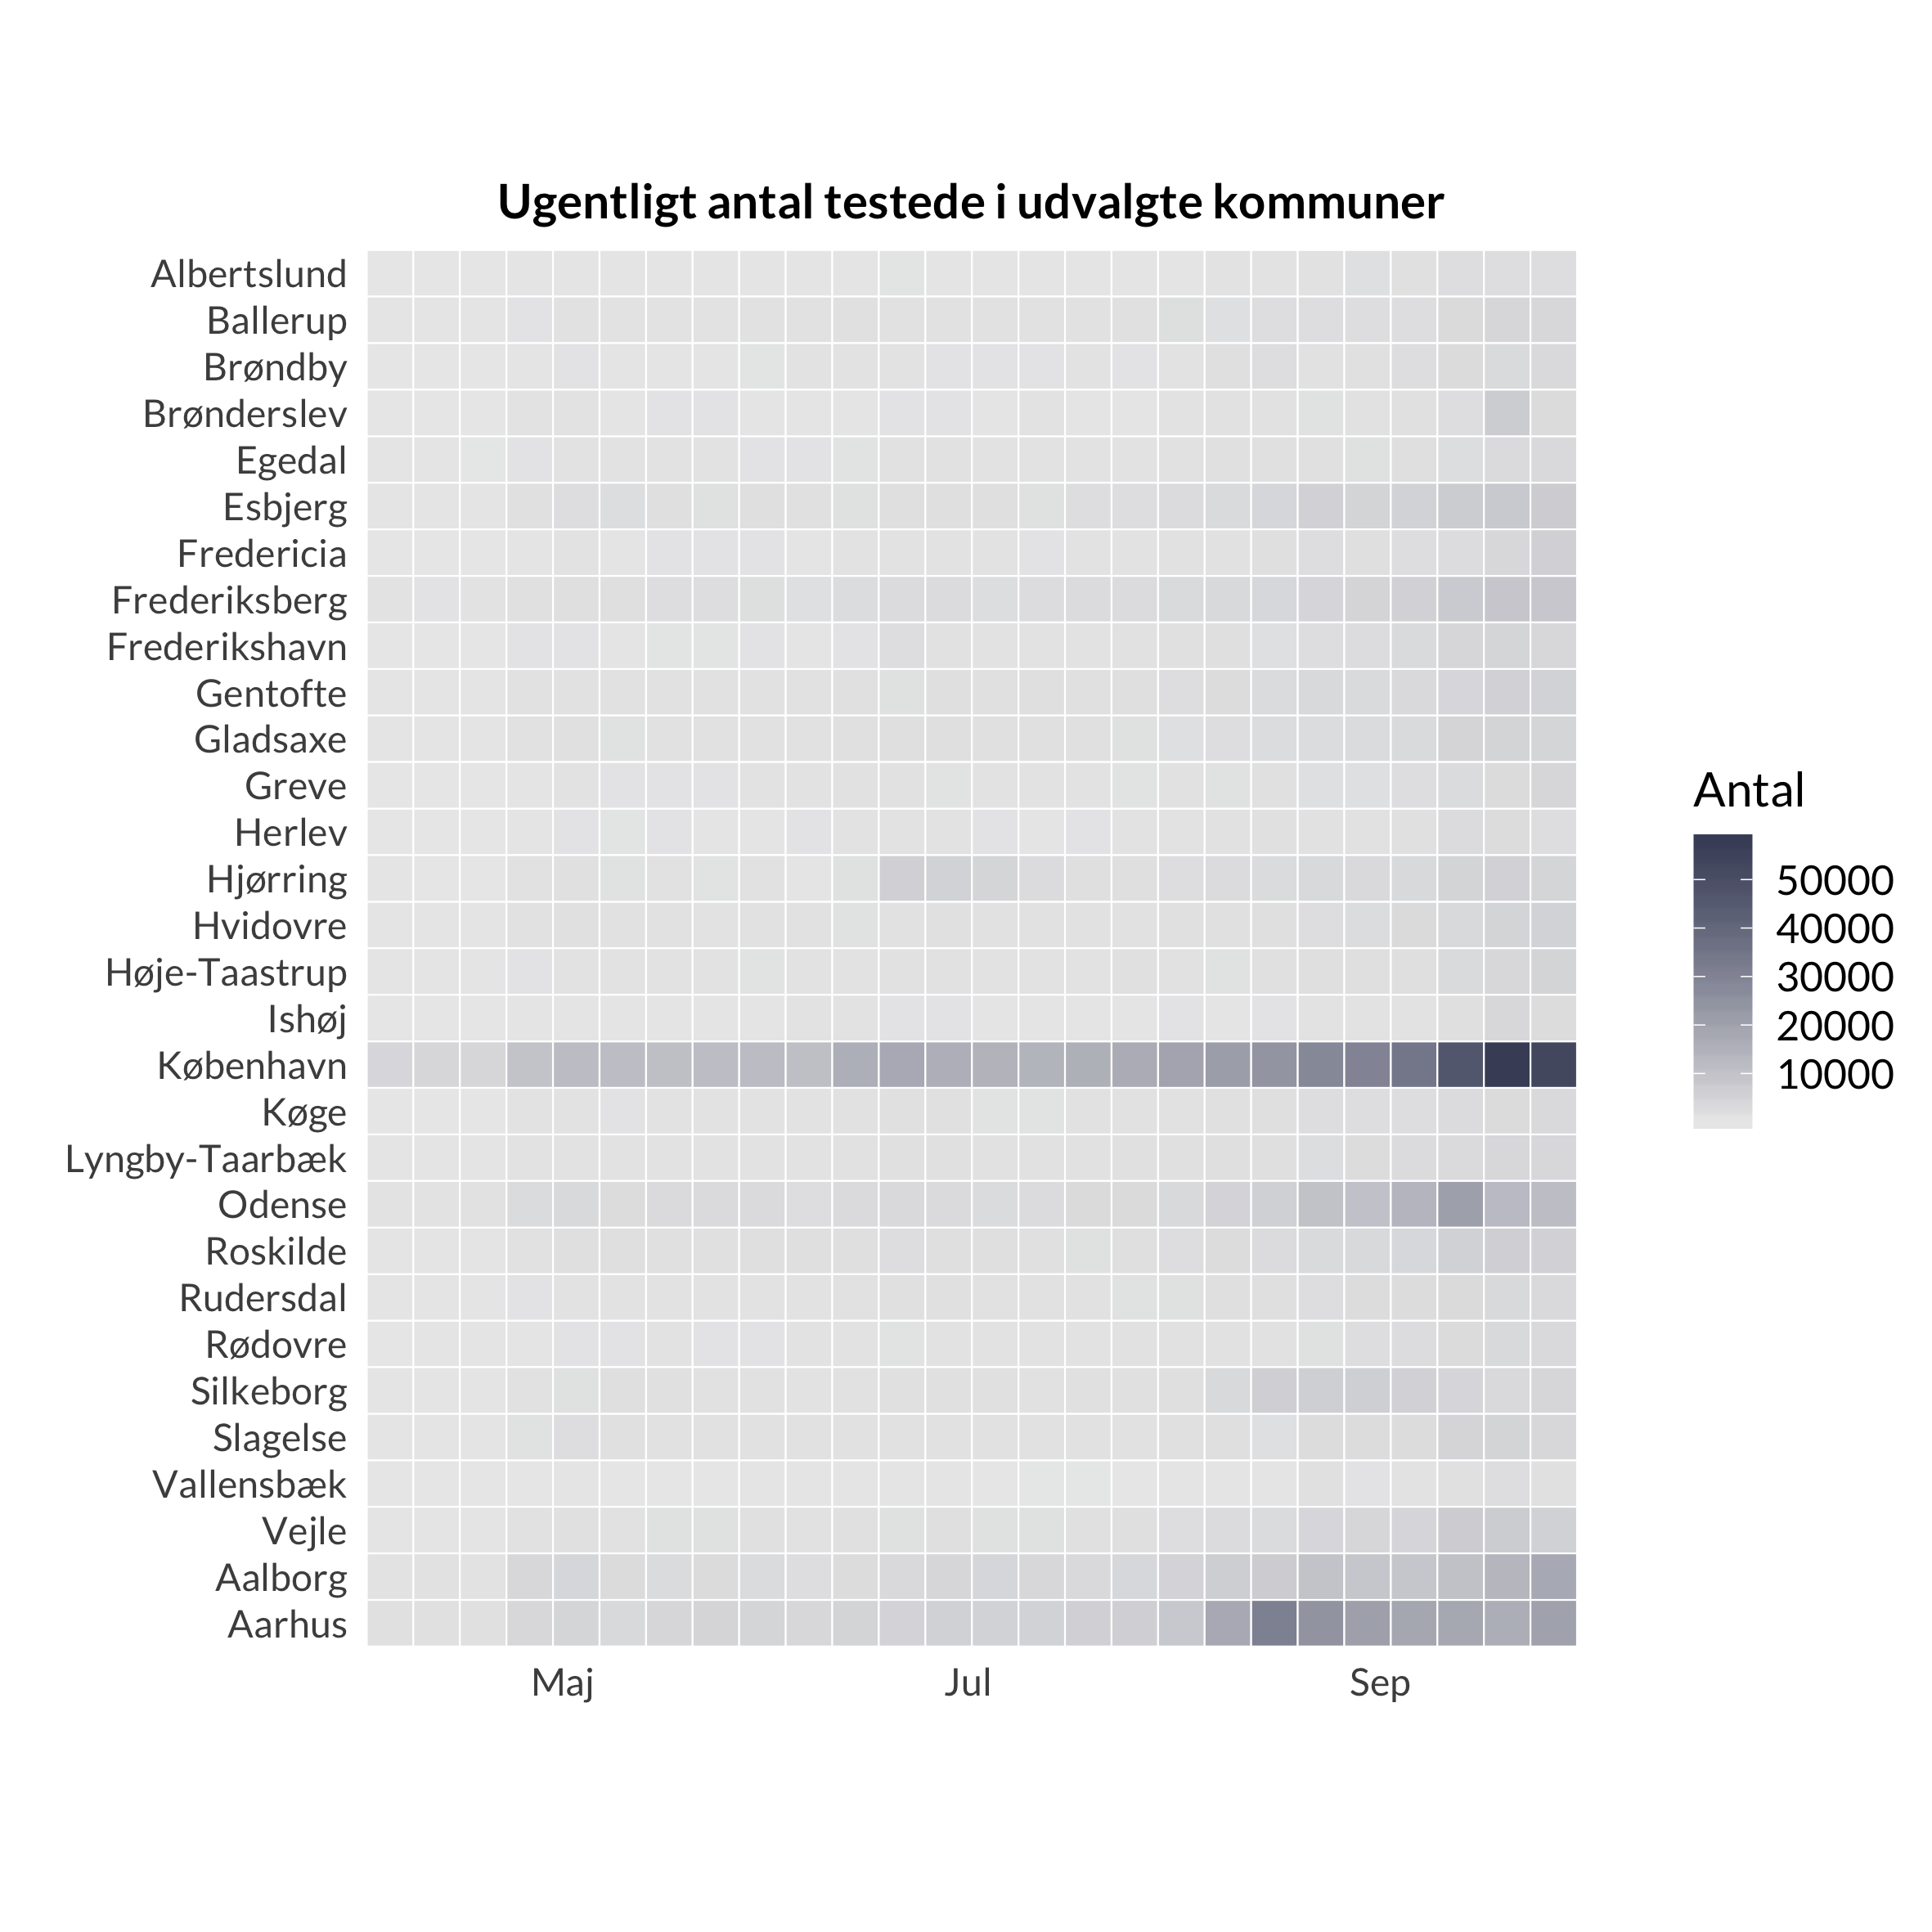 Ugentligt antal testede i udvalgte kommuner
Albertslund
Ballerup
Brøndby
Brønderslev
Egedal
Esbjerg
Fredericia
Frederiksberg
Frederikshavn
Gentofte
Gladsaxe
Greve
Herlev
Hjørring
Hvidovre
Høje-Taastrup
Ishøj
København
Køge
Lyngby-Taarbæk
Odense
Roskilde
Rudersdal
Rødovre
Silkeborg
Slagelse
Vallensbæk
Vejle
Aalborg
Aarhus
Maj Jul Sep
Antal
50000
40000
30000
20000
10000